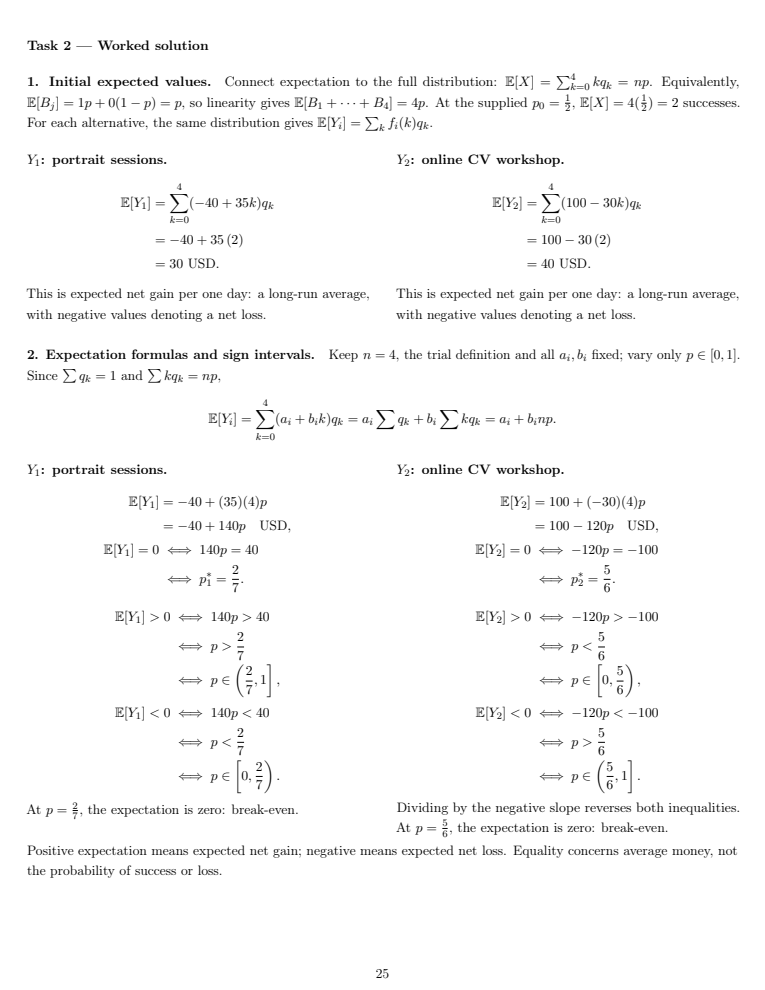 Task 2 — Worked solution
1. Initial expected values. Connect expectation to the full distribution: 𝔼[X] = ∑_{k=0}^{4} kq_k = np. Equivalently,
𝔼[B_j] = 1p + 0(1 − p) = p, so linearity gives 𝔼[B_1 + ··· + B_4] = 4p. At the supplied p_0 = 1/2, 𝔼[X] = 4(1/2) = 2 successes.
For each alternative, the same distribution gives 𝔼[Y_i] = ∑_k f_i(k)q_k.
Y_1: portrait sessions.
𝔼[Y_1] = ∑_{k=0}^{4} (−40 + 35k)q_k
= −40 + 35 (2)
= 30 USD.
This is expected net gain per one day: a long-run average,
with negative values denoting a net loss.
Y_2: online CV workshop.
𝔼[Y_2] = ∑_{k=0}^{4} (100 − 30k)q_k
= 100 − 30 (2)
= 40 USD.
This is expected net gain per one day: a long-run average,
with negative values denoting a net loss.
2. Expectation formulas and sign intervals. Keep n = 4, the trial definition and all a_i, b_i fixed; vary only p ∈ [0, 1].
Since ∑ q_k = 1 and ∑ kq_k = np,
𝔼[Y_i] = ∑_{k=0}^{4} (a_i + b_i k)q_k = a_i ∑ q_k + b_i ∑ kq_k = a_i + b_i np.
Y_1: portrait sessions.
𝔼[Y_1] = −40 + (35)(4)p
= −40 + 140p USD,
𝔼[Y_1] = 0 ⟺ 140p = 40
⟺ p_1^* = 2/7.
𝔼[Y_1] > 0 ⟺ 140p > 40
⟺ p > 2/7
⟺ p ∈ (2/7, 1],
𝔼[Y_1] < 0 ⟺ 140p < 40
⟺ p < 2/7
⟺ p ∈ [0, 2/7).
At p = 2/7, the expectation is zero: break-even.
Y_2: online CV workshop.
𝔼[Y_2] = 100 + (−30)(4)p
= 100 − 120p USD,
𝔼[Y_2] = 0 ⟺ −120p = −100
⟺ p_2^* = 5/6.
𝔼[Y_2] > 0 ⟺ −120p > −100
⟺ p < 5/6
⟺ p ∈ [0, 5/6),
𝔼[Y_2] < 0 ⟺ −120p < −100
⟺ p > 5/6
⟺ p ∈ (5/6, 1].
Dividing by the negative slope reverses both inequalities.
At p = 5/6, the expectation is zero: break-even.
Positive expectation means expected net gain; negative means expected net loss. Equality concerns average money, not
the probability of success or loss.
25